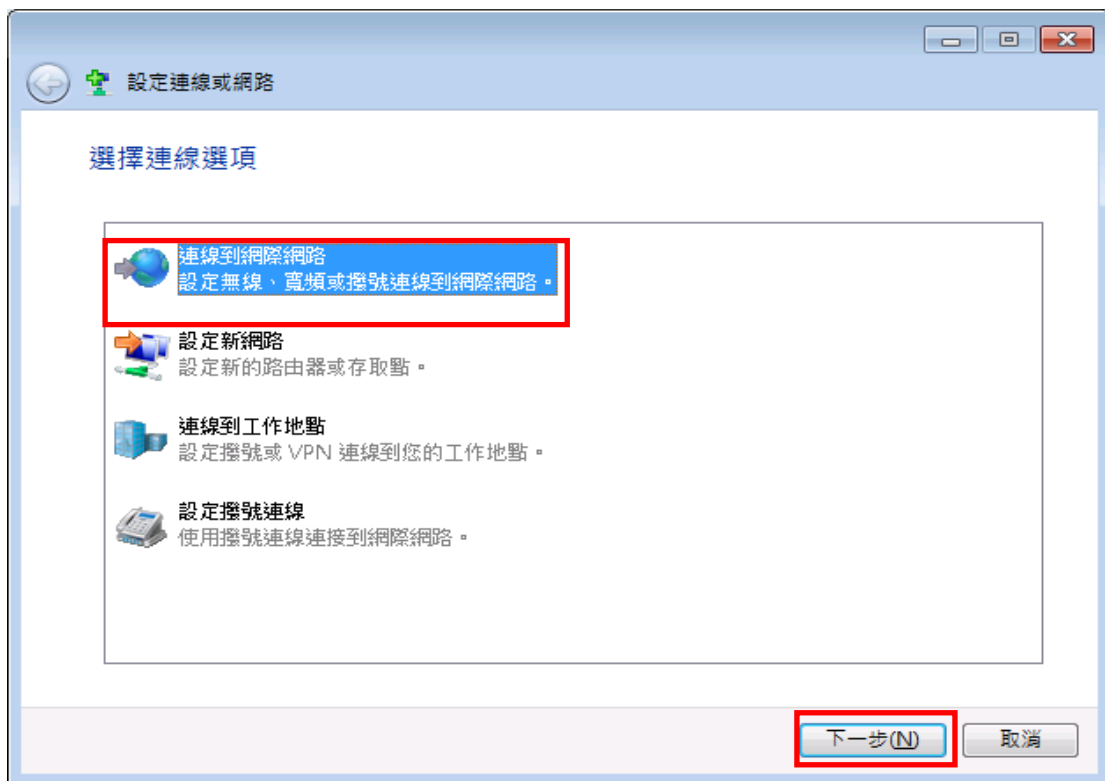 設定連線或網路
選擇連線選項
連線到網際網路
設定無線、寬頻或撥號連線到網際網路。
設定新網路
設定新的路由器或存取點。
連線到工作地點
設定撥號或 VPN 連線到您的工作地點。
設定撥號連線
使用撥號連線連接到網際網路。
下一步(N) 取消